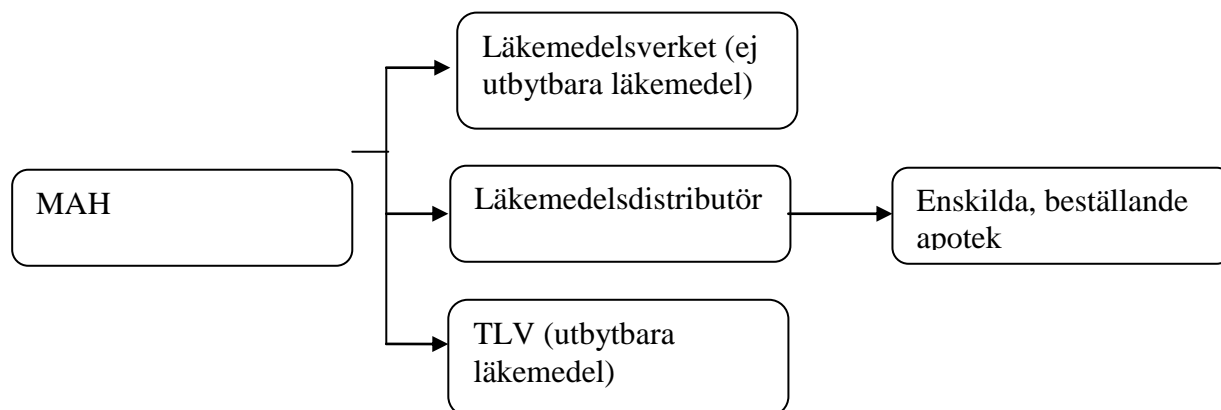 Läkemedelsverket (ej
utbytbara läkemedel)
MAH
Läkemedelsdistributör
Enskilda, beställande
apotek
TLV (utbytbara
läkemedel)